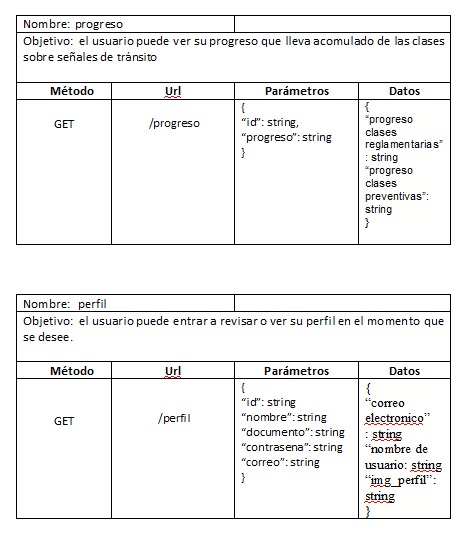 Nombre: progreso
Objetivo: el usuario puede ver su progreso que lleva acumulado de las clases
sobre señales de tránsito
Método Url Parámetros Datos
GET /progreso
{
“id”: string,
“progreso”: string
}
{
“progreso
clases
reglamentarias”
: string
“progreso
clases
preventivas”:
string
}
Nombre: perfil
Objetivo: el usuario puede entrar a revisar o ver su perfil en el momento que
se desee.
Método Url Parámetros Datos
GET /perfil
{
“id”: string
“nombre”: string
“documento”: string
“contrasena”: string
“correo”: string
}
{
“correo
electronico”
: string
“nombre de
usuario: string
“img_perfil”:
string
}